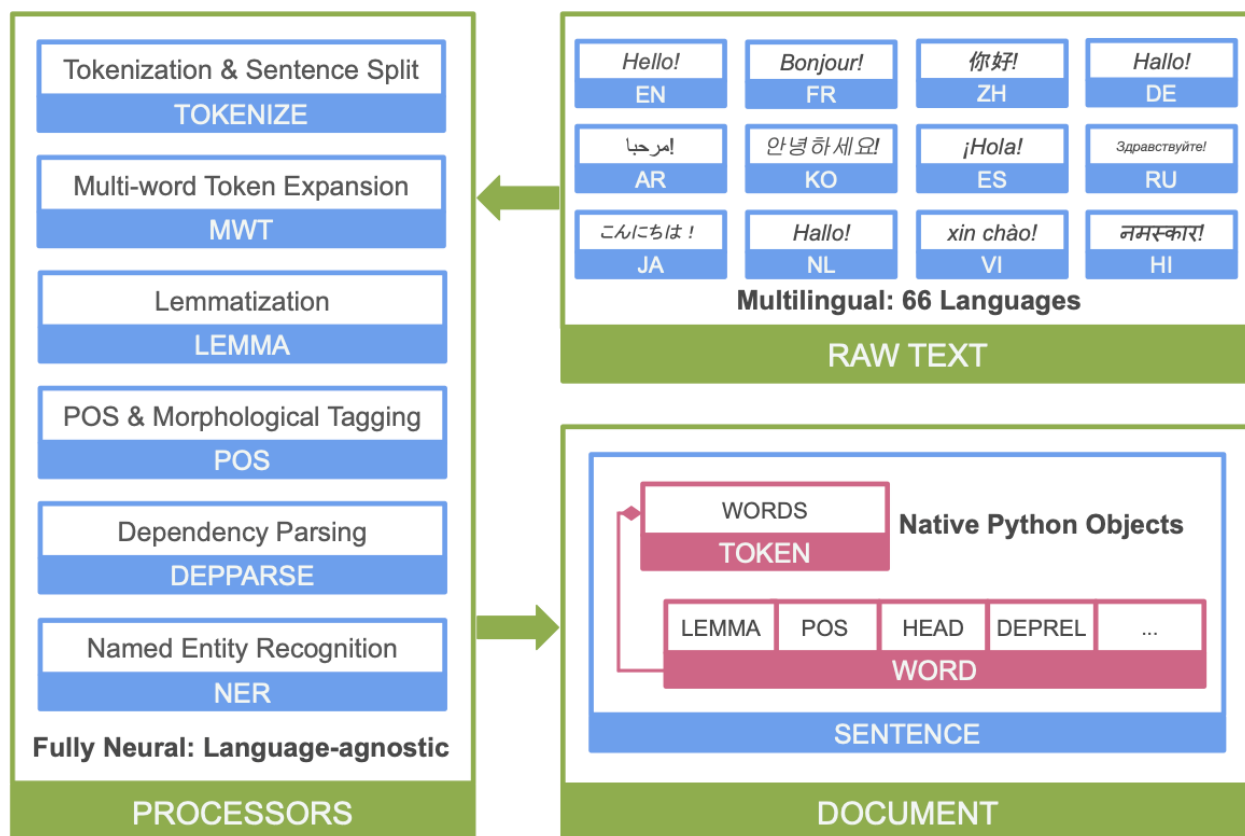 Tokenization & Sentence Split
TOKENIZE
Multi-word Token Expansion
MWT
Lemmatization
LEMMA
POS & Morphological Tagging
POS
Dependency Parsing
DEPPARSE
Named Entity Recognition
NER
Fully Neural: Language-agnostic
PROCESSORS
Hello!
EN
Bonjour!
FR
你好!
ZH
Hallo!
DE
مرحبا!
AR
안녕하세요!
KO
¡Hola!
ES
Здравствуйте!
RU
こんにちは！
JA
Hallo!
NL
xin chào!
VI
नमस्कार!
HI
Multilingual: 66 Languages
RAW TEXT
WORDS
TOKEN
Native Python Objects
LEMMA
POS
HEAD
DEPREL
...
WORD
SENTENCE
DOCUMENT